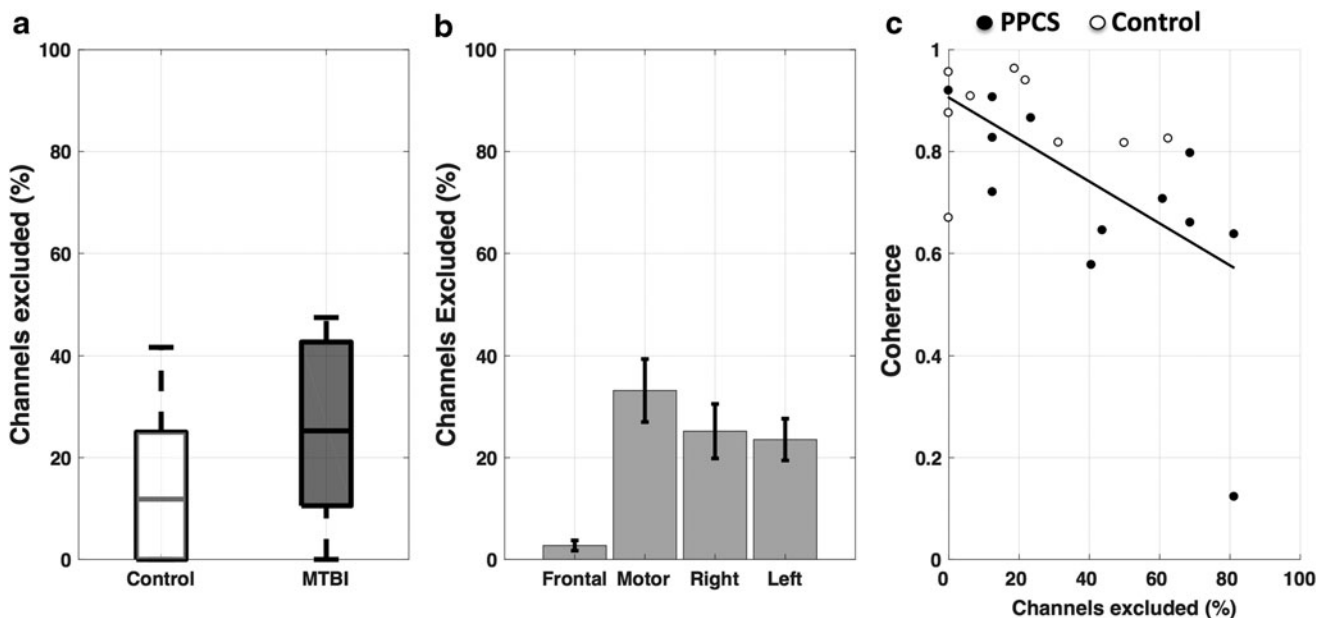 a
Channels excluded (%)
100
80
60
40
20
0
Control MTBI
b
Channels Excluded (%)
100
80
60
40
20
0
Frontal Motor Right Left
c
PPCS Control
Coherence
1
0.8
0.6
0.4
0.2
0
0 20 40 60 80 100
Channels excluded (%)